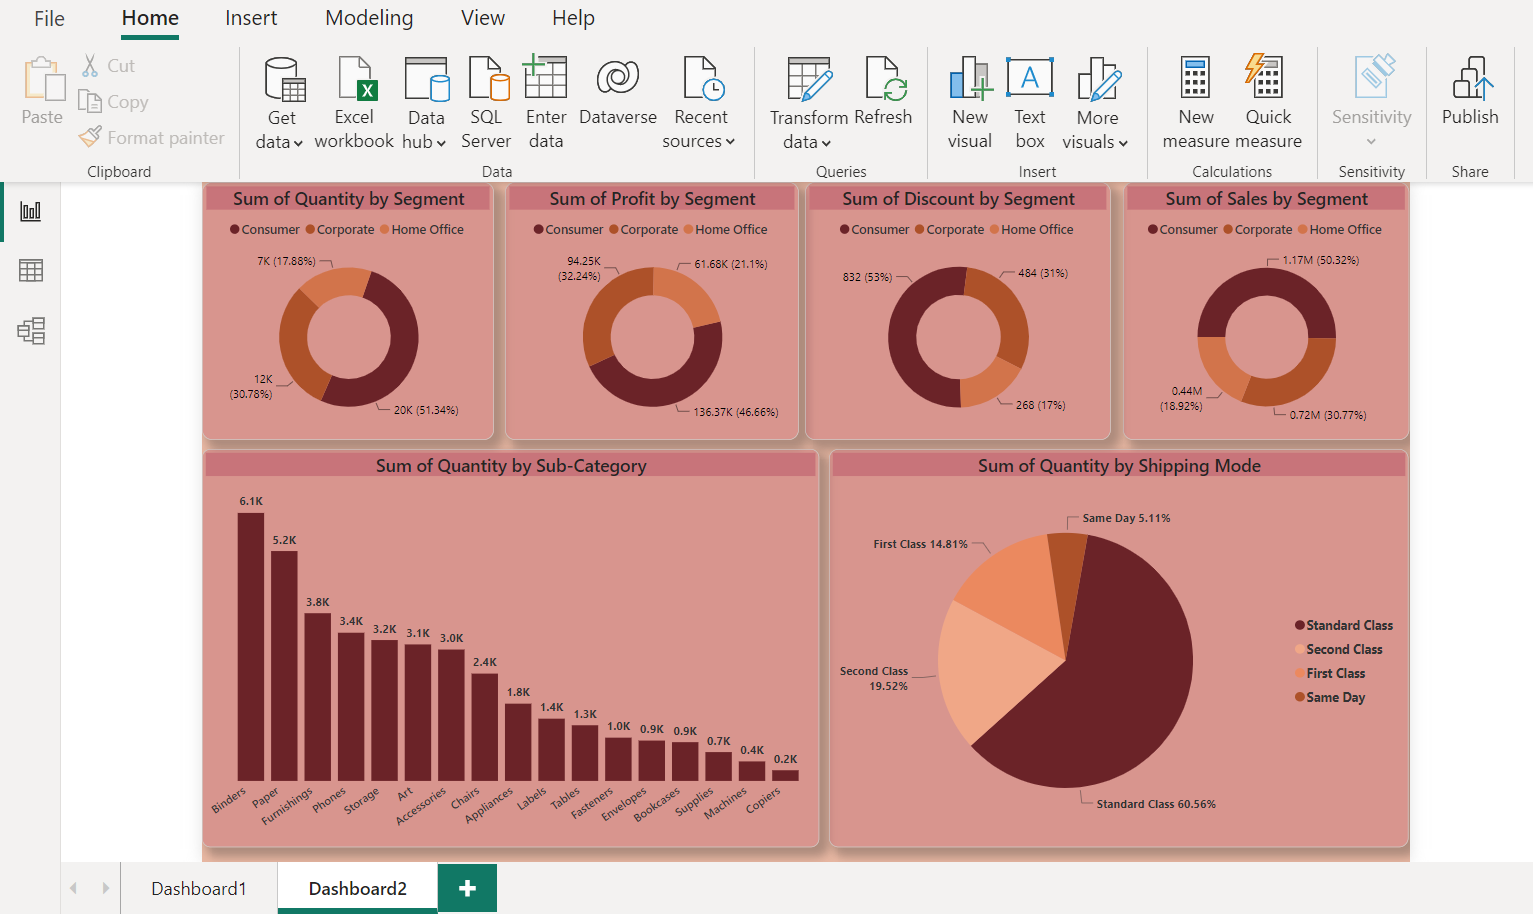 File Home Insert Modeling View Help
Paste
Cut
Copy
Format painter
Clipboard
Get data
Excel workbook
Data hub
SQL Server
Enter data
Dataverse
Recent sources
Data
Transform data
Refresh
Queries
New visual
A
Text box
More visuals
Insert
New measure
Quick measure
Calculations
Sensitivity
Sensitivity
Publish
Share
Sum of Quantity by Segment
Consumer Corporate Home Office
7K (17.88%)
12K
(30.78%)
20K (51.34%)
Sum of Profit by Segment
Consumer Corporate Home Office
94.25K
(32.24%)
61.68K (21.1%)
136.37K (46.66%)
Sum of Discount by Segment
Consumer Corporate Home Office
832 (53%)
484 (31%)
268 (17%)
Sum of Sales by Segment
Consumer Corporate Home Office
1.17M (50.32%)
0.44M
(18.92%)
0.72M (30.77%)
Sum of Quantity by Sub-Category
6.1K
5.2K
3.8K
3.4K
3.2K
3.1K
3.0K
2.4K
1.8K
1.4K
1.3K
1.0K
0.9K
0.9K
0.7K
0.4K
0.2K
Binders
Paper
Furnishings
Phones
Storage
Art
Accessories
Chairs
Appliances
Labels
Tables
Fasteners
Envelopes
Bookcases
Supplies
Machines
Copiers
Sum of Quantity by Shipping Mode
Same Day 5.11%
First Class 14.81%
Second Class
19.52%
Standard Class 60.56%
Standard Class
Second Class
First Class
Same Day
Dashboard1 Dashboard2 +